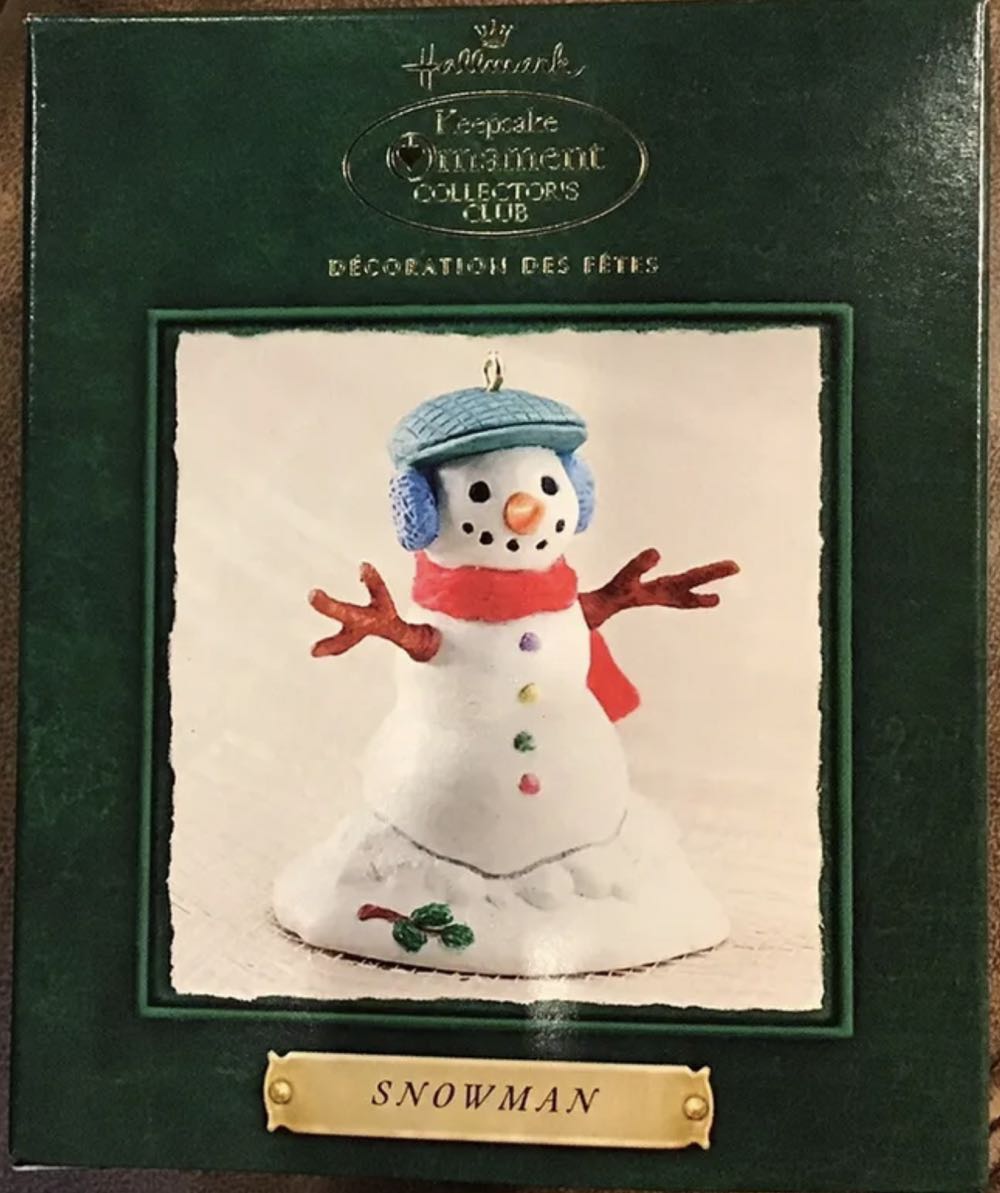 Hallmark
Keepsake
Ornament
COLLECTOR'S
CLUB
DÉCORATION DES FÊTES
SNOWMAN